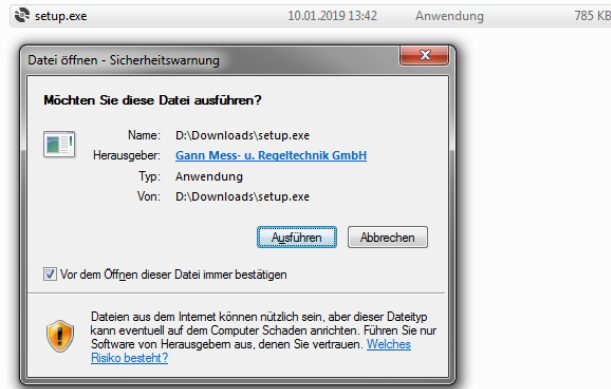 setup.exe 10.01.2019 13:42 Anwendung 785 KB
Datei öffnen - Sicherheitswarnung
Möchten Sie diese Datei ausführen?
Name: D:\Downloads\setup.exe
Herausgeber: Gann Mess- u. Regeltechnik GmbH
Typ: Anwendung
Von: D:\Downloads\setup.exe
Ausführen Abbrechen
Vor dem Öffnen dieser Datei immer bestätigen
Dateien aus dem Internet können nützlich sein, aber dieser Dateityp
kann eventuell auf dem Computer Schaden anrichten. Führen Sie nur
Software von Herausgebern aus, denen Sie vertrauen. Welches
Risiko besteht?